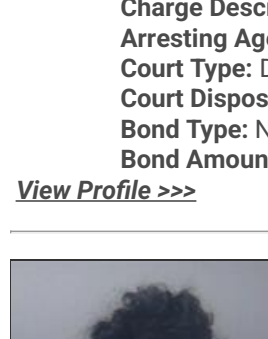 Charge Descr
Arresting Age
Court Type: D
Court Dispos
Bond Type: N
Bond Amoun
View Profile >>>